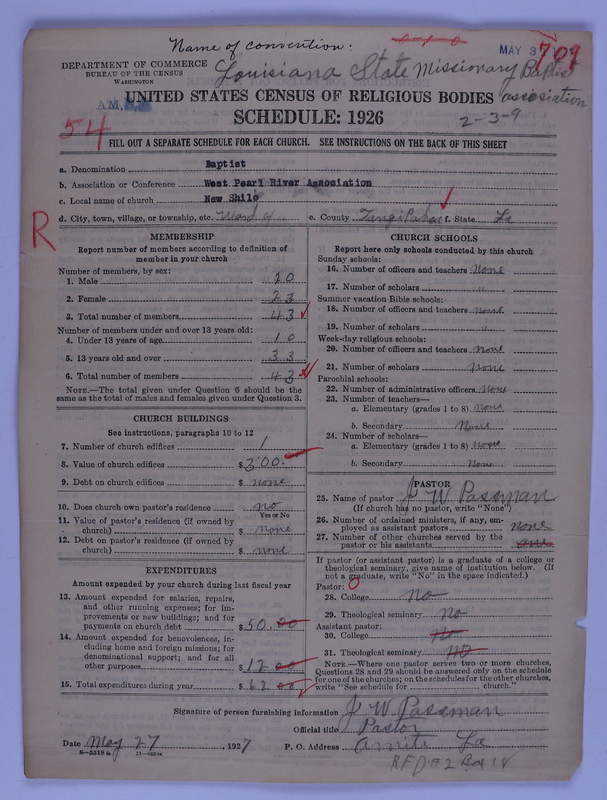 Name of convention:
MAY 3
709
DEPARTMENT OF COMMERCE
BUREAU OF THE CENSUS
WASHINGTON
Louisiana State Missionary Baptist
association
UNITED STATES CENSUS OF RELIGIOUS BODIES
SCHEDULE: 1926
2-3-9
54
FILL OUT A SEPARATE SCHEDULE FOR EACH CHURCH. SEE INSTRUCTIONS ON THE BACK OF THIS SHEET
a. Denomination Baptist
b. Association or Conference West Pearl River Association
c. Local name of church New Shilo
d. City, town, village, or township, etc. Ward 4 e. County Tangipahoa f. State La
R
MEMBERSHIP
Report number of members according to definition of
member in your church
Number of members, by sex:
1. Male 20
2. Female 23
3. Total number of members 43
Number of members under and over 13 years old:
4. Under 13 years of age 10
5. 13 years old and over 33
6. Total number of members 43
NOTE.—The total given under Question 6 should be the
same as the total of males and females given under Question 3.
CHURCH BUILDINGS
See instructions, paragraphs 10 to 12
7. Number of church edifices 1
8. Value of church edifices $ 300.
9. Debt on church edifices $ none
10. Does church own pastor's residence? no
Yes or No
11. Value of pastor's residence (if owned by
church) $ none
12. Debt on pastor's residence (if owned by
church) $ none
EXPENDITURES
Amount expended by your church during last fiscal year
13. Amount expended for salaries, repairs,
and other running expenses; for im-
provements or new buildings; and for
payments on church debt $ 50.00
14. Amount expended for benevolences, in-
cluding home and foreign missions; for
denominational support; and for all
other purposes $ 12 00
15. Total expenditures during year $ 62 00
CHURCH SCHOOLS
Report here only schools conducted by this church
Sunday schools:
16. Number of officers and teachers None
17. Number of scholars "
Summer vacation Bible schools:
18. Number of officers and teachers none
19. Number of scholars "
Week-day religious schools:
20. Number of officers and teachers none
21. Number of scholars none
Parochial schools:
22. Number of administrative officers None
23. Number of teachers—
a. Elementary (grades 1 to 8) none
b. Secondary None
24. Number of scholars—
a. Elementary (grades 1 to 8) none
b. Secondary None
PASTOR
25. Name of pastor J W Passman
(If church has no pastor, write "None")
26. Number of ordained ministers, if any, em-
ployed as assistant pastors none
27. Number of other churches served by the
pastor or his assistants one
If pastor (or assistant pastor) is a graduate of a college or
theological seminary, give name of institution below. (If
not a graduate, write "No" in the space indicated.)
Pastor: 0
28. College No
29. Theological seminary No
Assistant pastor:
30. College No
31. Theological seminary No
NOTE.—Where one pastor serves two or more churches,
Questions 28 and 29 should be answered only on the schedule
for one of the churches; on the schedules for the other churches,
write "See schedule for church."
Signature of person furnishing information J W Passman
Official title Pastor
Date May 27, 1927 P. O. Address Amite La
RFD #2 Box 18